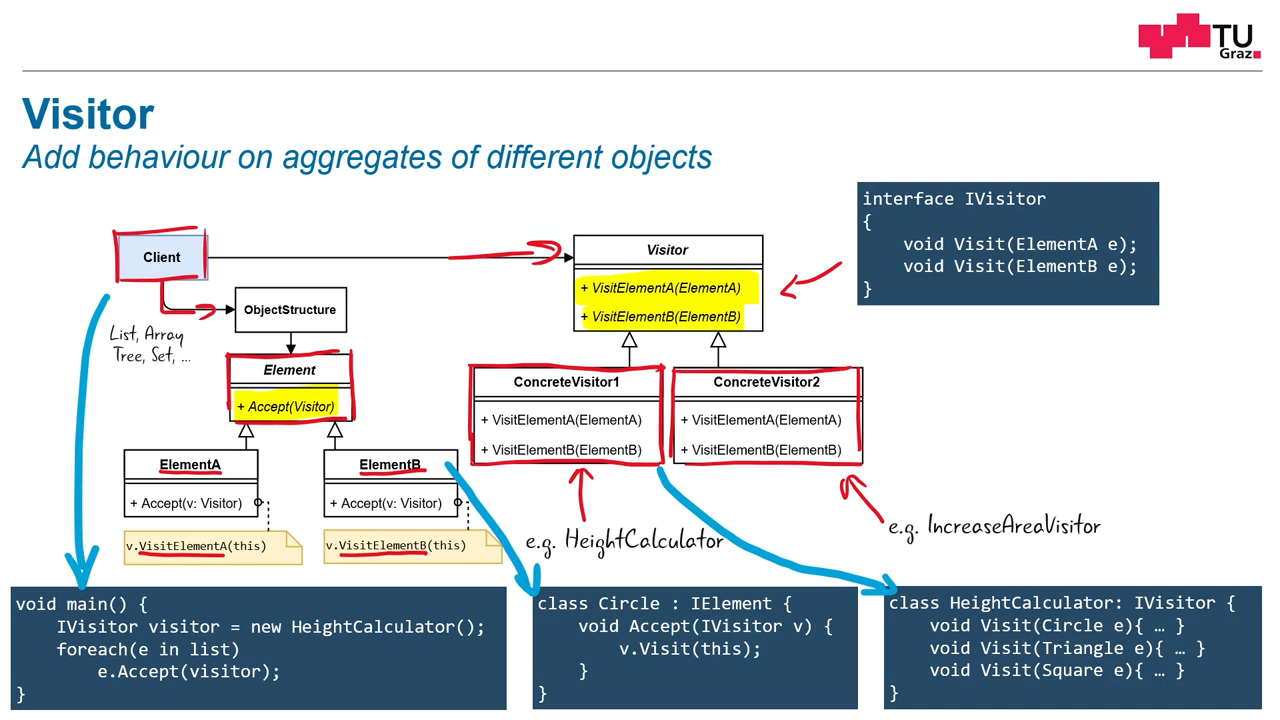 TU
Graz
Visitor
Add behaviour on aggregates of different objects
interface IVisitor
{
void Visit(ElementA e);
void Visit(ElementB e);
}
Client
Visitor
+ VisitElementA(ElementA)
+ VisitElementB(ElementB)
ObjectStructure
List, Array
Tree, Set, ...
Element
+ Accept(Visitor)
ConcreteVisitor1
+ VisitElementA(ElementA)
+ VisitElementB(ElementB)
ConcreteVisitor2
+ VisitElementA(ElementA)
+ VisitElementB(ElementB)
ElementA
+ Accept(v: Visitor)
v.VisitElementA(this)
ElementB
+ Accept(v: Visitor)
v.VisitElementB(this)
e.g. HeightCalculator
e.g. IncreaseAreaVisitor
void main() {
IVisitor visitor = new HeightCalculator();
foreach(e in list)
e.Accept(visitor);
}
class Circle : IElement {
void Accept(IVisitor v) {
v.Visit(this);
}
}
class HeightCalculator: IVisitor {
void Visit(Circle e){ … }
void Visit(Triangle e){ … }
void Visit(Square e){ … }
}